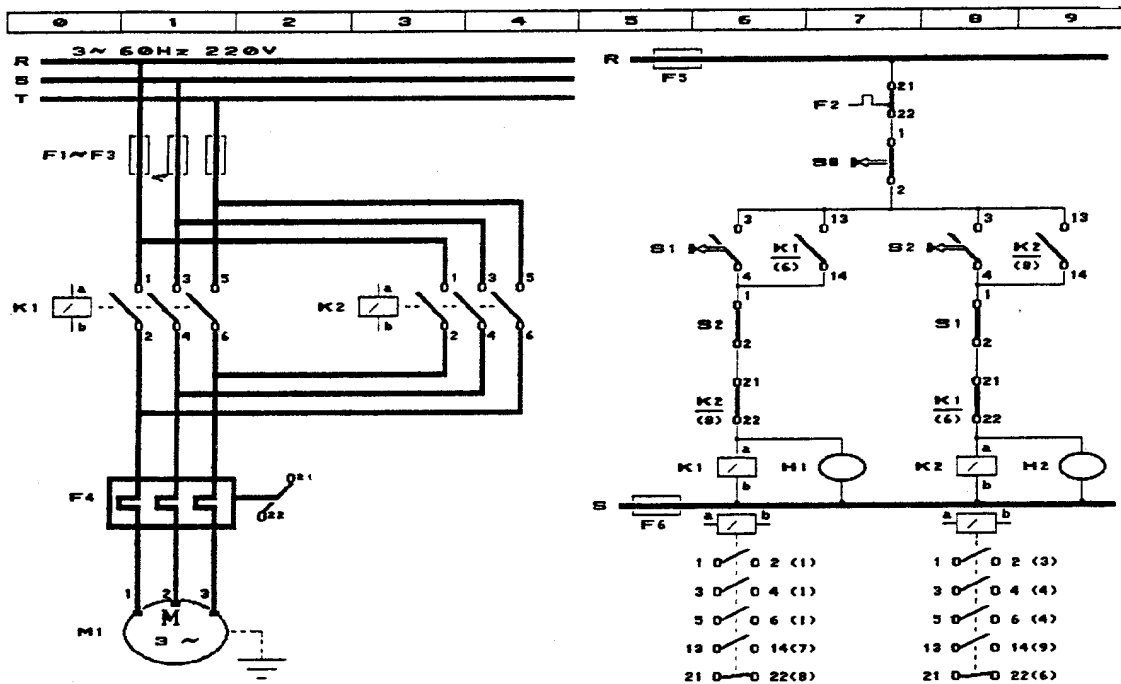 0 1 2 3 4 5 6 7 8 9
3~ 60Hz 220V
R
S
T
R
F5
F1~F3
21
F2
22
1
S0
2
3 13 3 13
S1 K1 S2 K2
(6) (8)
4 14 4 14
1 3 5
1 3 5
K1 a
b
K2 a
b
2 4 6
2 4 6
1 1
S2 S1
2 2
21 21
K2 K1
(8) 22 (6) 22
a a
K1 H1 K2 H2
b b
F4
21
22
S
F6
a b a b
1 2 (1) 1 2 (3)
3 4 (1) 3 4 (4)
5 6 (1) 5 6 (4)
13 14(7) 13 14(9)
21 22(8) 21 22(6)
1 2 3
M1 M
3 ~